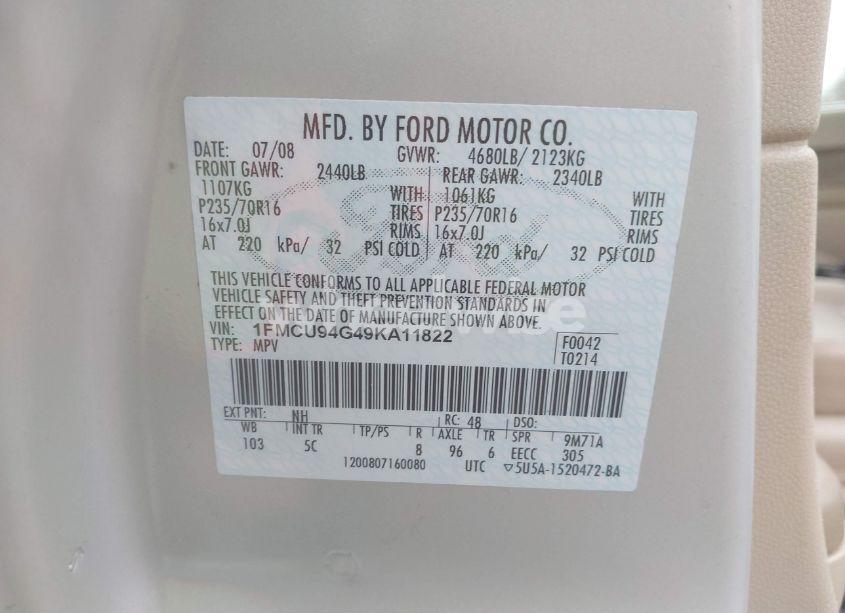 MFD. BY FORD MOTOR CO.
DATE: 07/08 GVWR: 4680LB/ 2123KG
FRONT GAWR: 2440LB REAR GAWR: 2340LB
1107KG WITH 1061KG WITH
P235/70R16 TIRES P235/70R16 TIRES
16x7.0J RIMS 16x7.0J RIMS
AT 220 kPa/ 32 PSI COLD AT 220 kPa/ 32 PSI COLD
THIS VEHICLE CONFORMS TO ALL APPLICABLE FEDERAL MOTOR
VEHICLE SAFETY AND THEFT PREVENTION STANDARDS IN
EFFECT ON THE DATE OF MANUFACTURE SHOWN ABOVE.
VIN: 1FMCU94G49KA11822 F0042
TYPE: MPV T0214
EXT PNT: NH RC: 48 DSO:
WB INT TR TP/PS R AXLE TR SPR 9M71A
103 5C 8 96 6 EECC 305
1200807160080 UTC ▽5U5A-1520472-BA